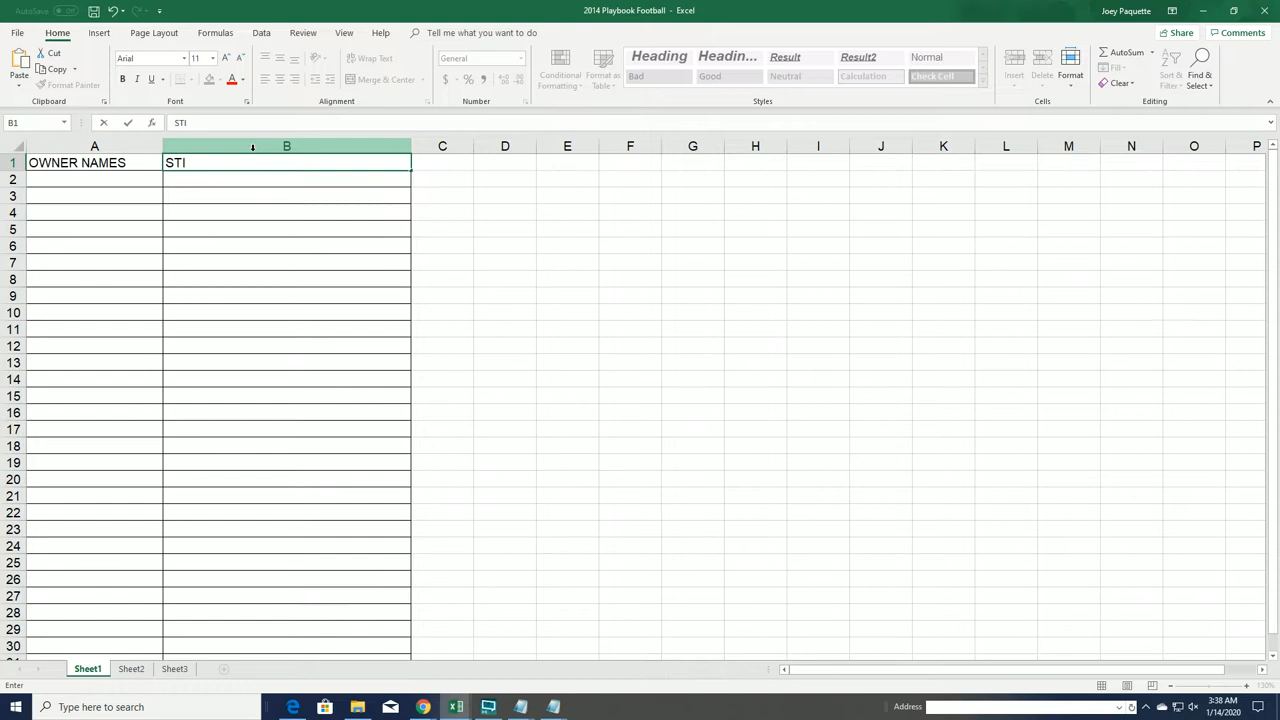 AutoSave Off 2014 Playbook Football - Excel Joey Paquette
File Home Insert Page Layout Formulas Data Review View Help Tell me what you want to do Share Comments
Paste Cut Copy Format Painter Clipboard
Arial 11 A A B I U A Font
Merge & Center Alignment
General $ % , Number
Conditional Formatting Format as Table
Heading Headin... Result Result2 Normal
Bad Good Neutral Calculation Check Cell
Styles
Insert Delete Format Cells
AutoSum Fill Clear Sort & Filter Find & Select Editing
B1 fx STI
A B C D E F G H I J K L M N O P
1 OWNER NAMES STI
2
3
4
5
6
7
8
9
10
11
12
13
14
15
16
17
18
19
20
21
22
23
24
25
26
27
28
29
30
Sheet1 Sheet2 Sheet3
Enter 130%
Type here to search Address 3:38 AM
1/14/2020